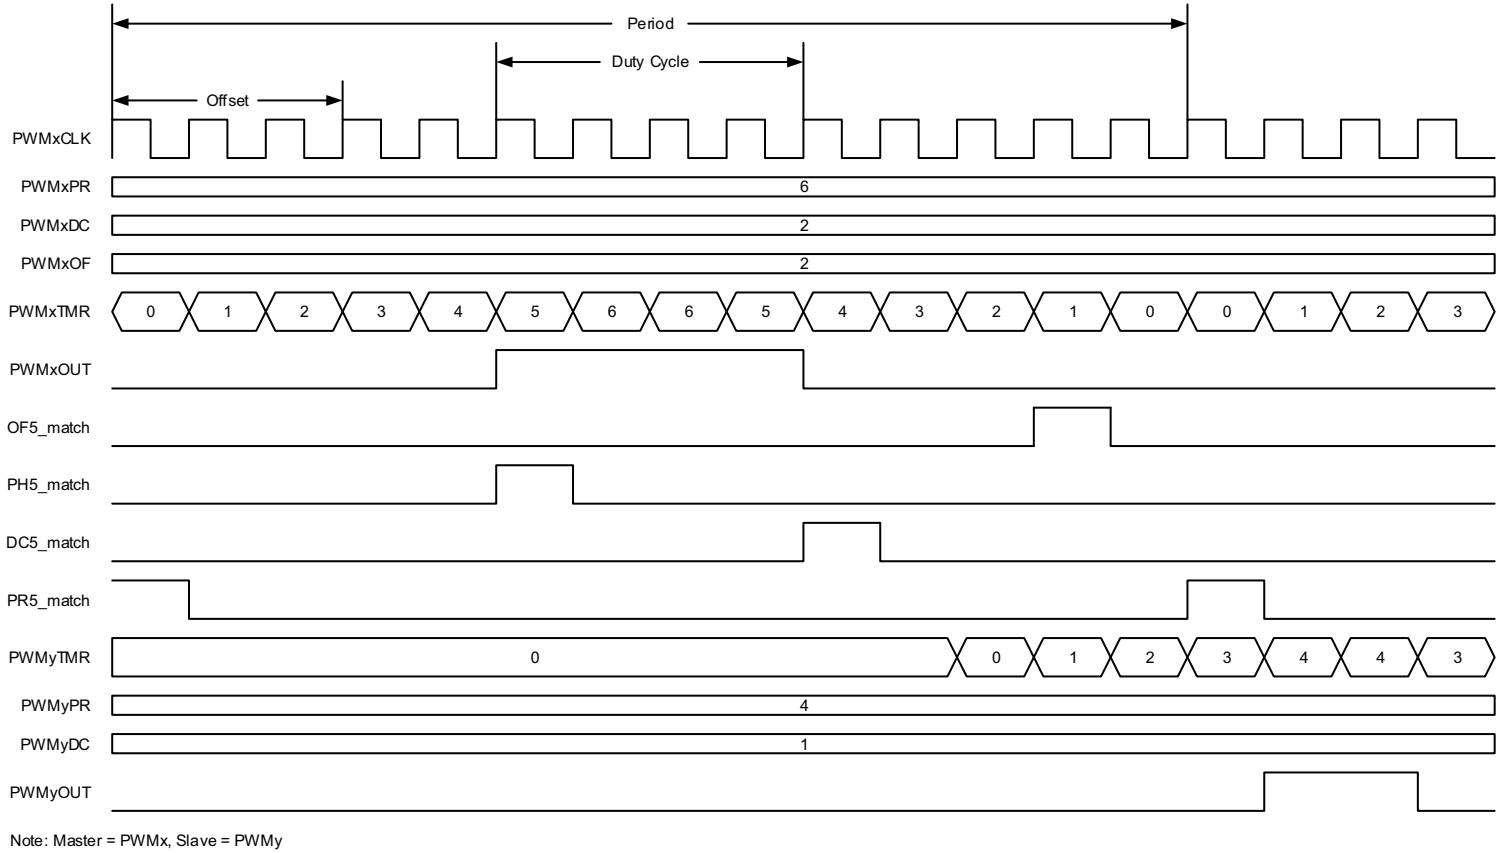 Period
Duty Cycle
Offset
PWMxCLK
PWMxPR 6
PWMxDC 2
PWMxOF 2
PWMxTMR 0 1 2 3 4 5 6 6 5 4 3 2 1 0 0 1 2 3
PWMxOUT
OF5_match
PH5_match
DC5_match
PR5_match
PWMyTMR 0 0 1 2 3 4 4 3
PWMyPR 4
PWMyDC 1
PWMyOUT
Note: Master = PWMx, Slave = PWMy